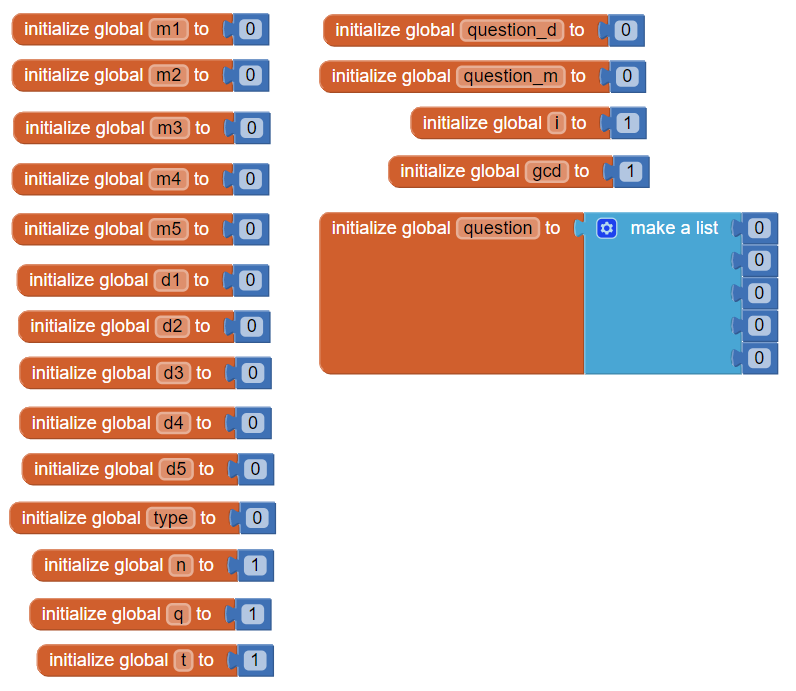 initialize global m1 to 0
initialize global m2 to 0
initialize global m3 to 0
initialize global m4 to 0
initialize global m5 to 0
initialize global d1 to 0
initialize global d2 to 0
initialize global d3 to 0
initialize global d4 to 0
initialize global d5 to 0
initialize global type to 0
initialize global n to 1
initialize global q to 1
initialize global t to 1
initialize global question_d to 0
initialize global question_m to 0
initialize global i to 1
initialize global gcd to 1
initialize global question to make a list 0
0
0
0
0